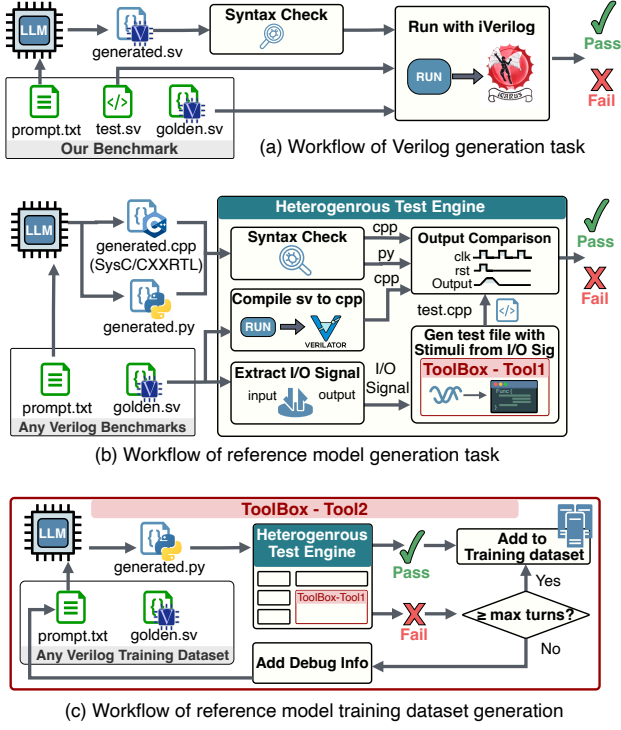 LLM
generated.sv
Syntax Check
Run with iVerilog
RUN
ICARUS
Pass
Fail
prompt.txt
test.sv
golden.sv
Our Benchmark
(a) Workflow of Verilog generation task
LLM
generated.cpp
(SysC/CXXRTL)
generated.py
prompt.txt
golden.sv
Any Verilog Benchmarks
Heterogenrous Test Engine
Syntax Check
cpp
py
cpp
Output Comparison
clk
rst
Output
Compile sv to cpp
RUN
VERILATOR
test.cpp
Extract I/O Signal
input
output
I/O
Signal
Gen test file with
Stimuli from I/O Sig
ToolBox - Tool1
Func {
Pass
Fail
(b) Workflow of reference model generation task
ToolBox - Tool2
LLM
generated.py
Heterogenrous
Test Engine
ToolBox-Tool1
Pass
Fail
Add to
Training dataset
Yes
≥ max turns?
No
prompt.txt
golden.sv
Any Verilog Training Dataset
Add Debug Info
(c) Workflow of reference model training dataset generation